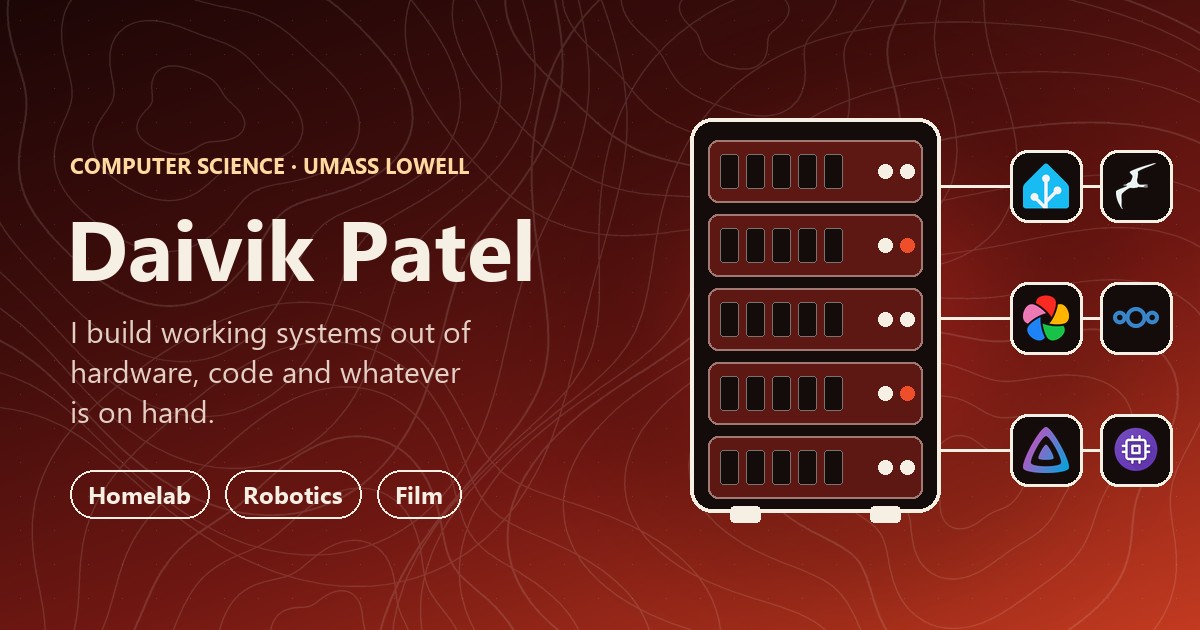 COMPUTER SCIENCE · UMASS LOWELL
Daivik Patel
I build working systems out of
hardware, code and whatever
is on hand.
Homelab
Robotics
Film